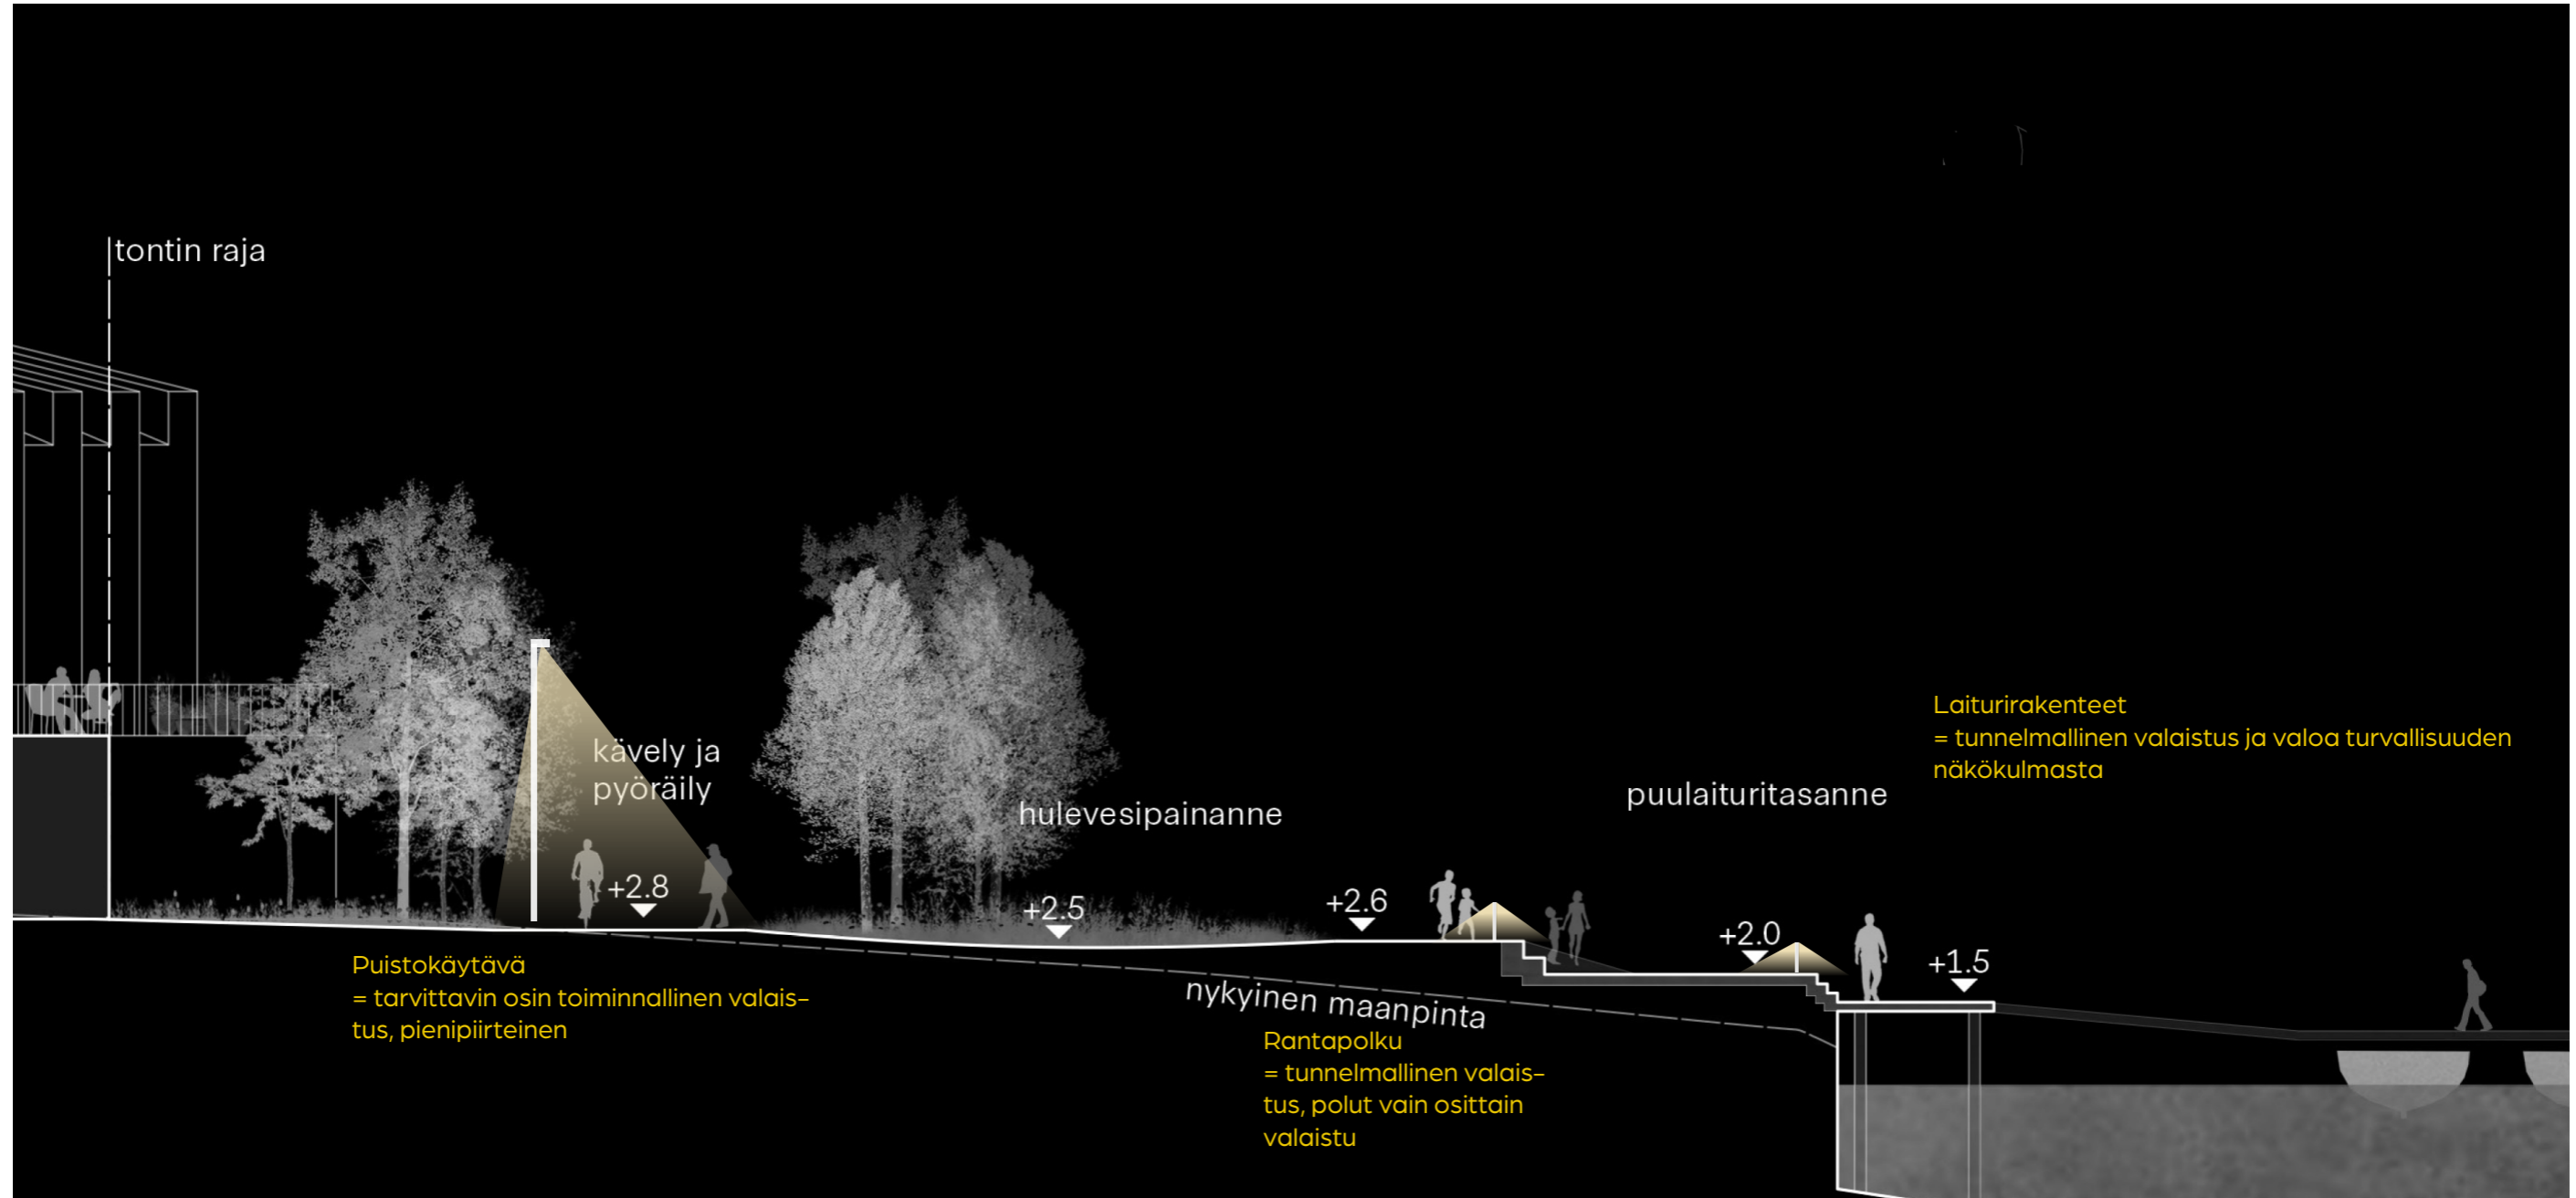 tontin raja
kävely ja
pyöräily
hulevesipainanne
puulaituritasanne
Laiturirakenteet
= tunnelmallinen valaistus ja valoa turvallisuuden
näkökulmasta
+2.8
+2.5
+2.6
+2.0
+1.5
Puistokäytävä
= tarvittavin osin toiminnallinen valais-
tus, pienipiirteinen
nykyinen maanpinta
Rantapolku
= tunnelmallinen valais-
tus, polut vain osittain
valaistu